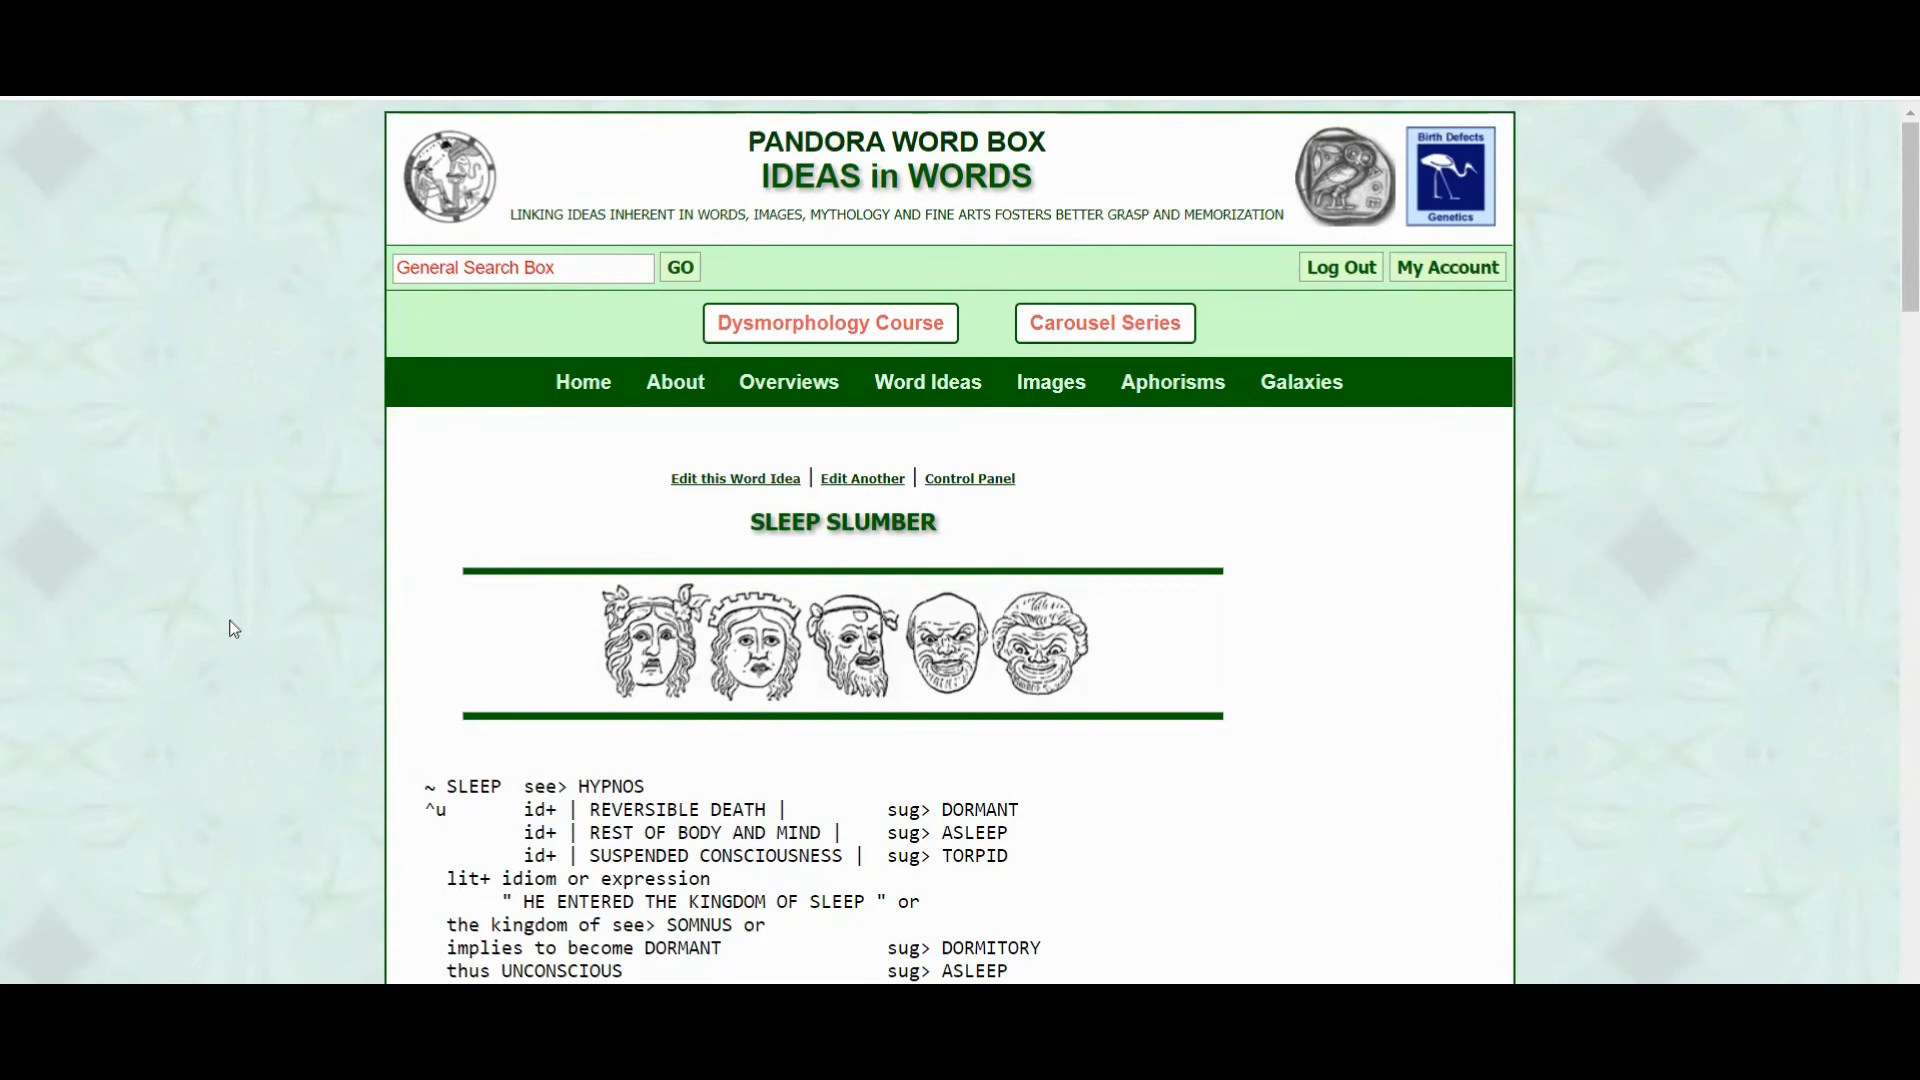 PANDORA WORD BOX
IDEAS in WORDS
LINKING IDEAS INHERENT IN WORDS, IMAGES, MYTHOLOGY AND FINE ARTS FOSTERS BETTER GRASP AND MEMORIZATION
Birth Defects
Genetics
General Search Box GO Log Out My Account
Dysmorphology Course Carousel Series
Home About Overviews Word Ideas Images Aphorisms Galaxies
Edit this Word Idea | Edit Another | Control Panel
SLEEP SLUMBER
~ SLEEP see> HYPNOS
^u id+ | REVERSIBLE DEATH | sug> DORMANT
id+ | REST OF BODY AND MIND | sug> ASLEEP
id+ | SUSPENDED CONSCIOUSNESS | sug> TORPID
lit+ idiom or expression
" HE ENTERED THE KINGDOM OF SLEEP " or
the kingdom of see> SOMNUS or
implies to become DORMANT sug> DORMITORY
thus UNCONSCIOUS sug> ASLEEP